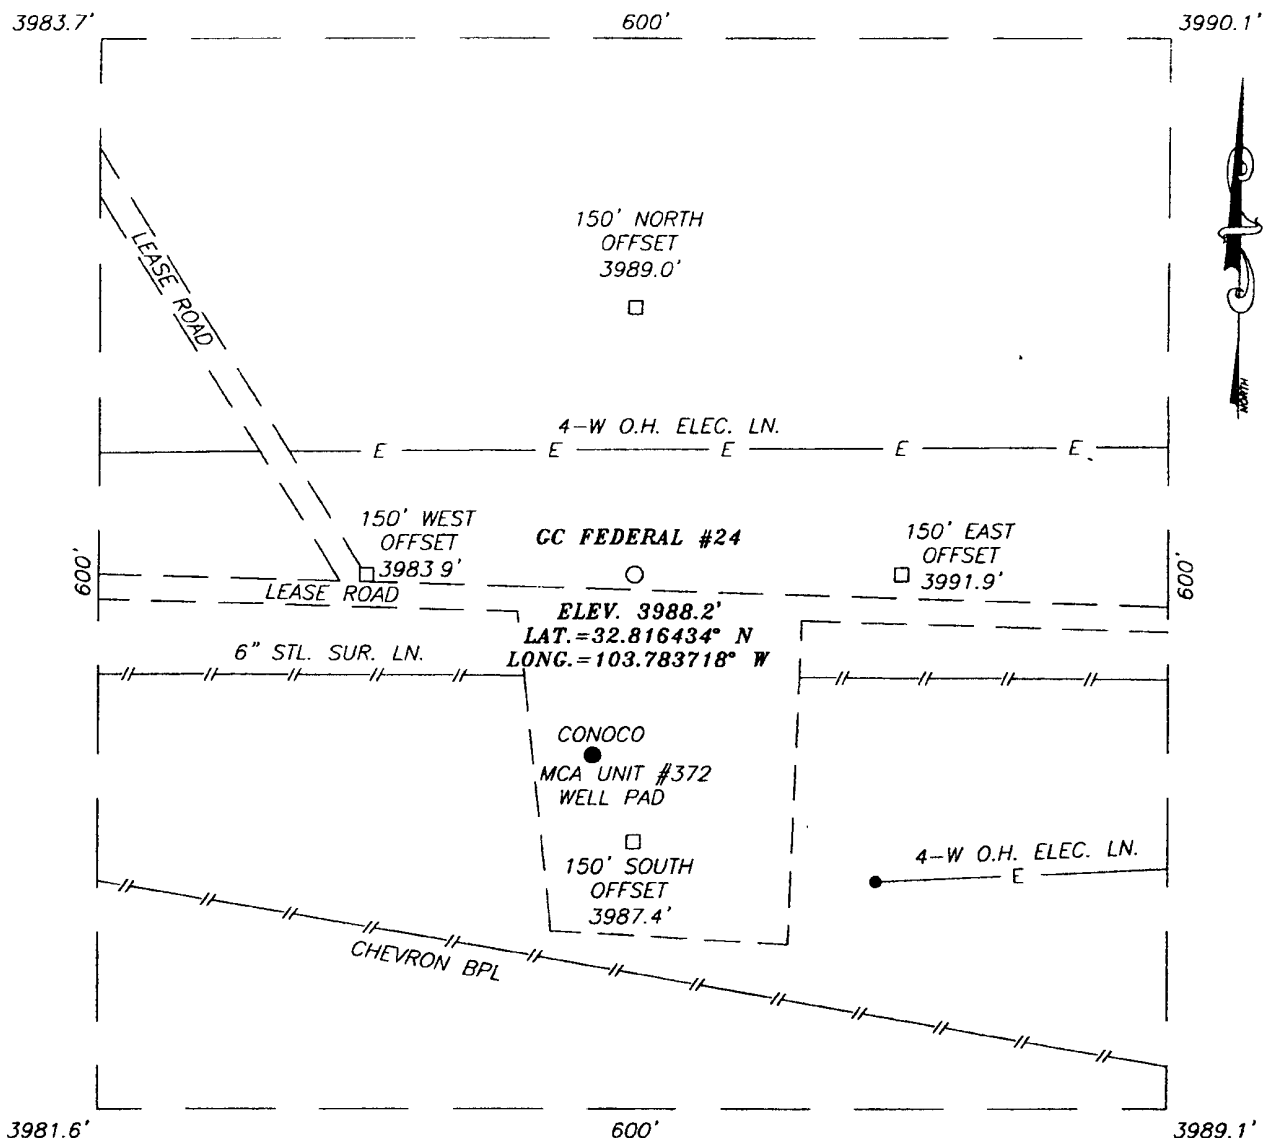 3983.7'
600'
3990.1'
NORTH
150' NORTH
OFFSET
3989.0'
LEASE ROAD
4-W O.H. ELEC. LN.
E E E E E
150' WEST
OFFSET
3983.9'
GC FEDERAL #24
150' EAST
OFFSET
3991.9'
600'
600'
LEASE ROAD
ELEV. 3988.2'
LAT.=32.816434° N
LONG.=103.783718° W
6" STL. SUR. LN.
CONOCO
MCA UNIT #372
WELL PAD
150' SOUTH
OFFSET
3987.4'
4-W O.H. ELEC. LN.
E
CHEVRON BPL
3981.6'
600'
3989.1'